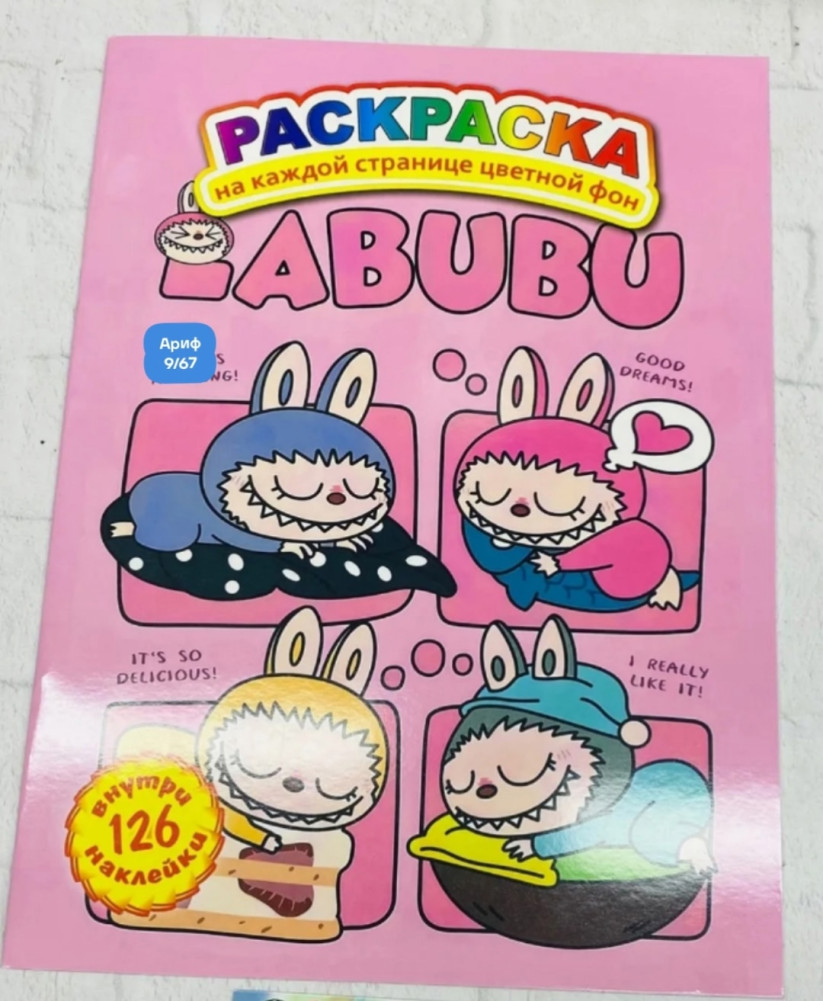 РАСКРАСКА
на каждой странице цветной фон
LABUBU
Ариф
9/67
GOOD
DREAMS!
IT'S SO
DELICIOUS!
I REALLY
LIKE IT!
внутри
126
наклейки